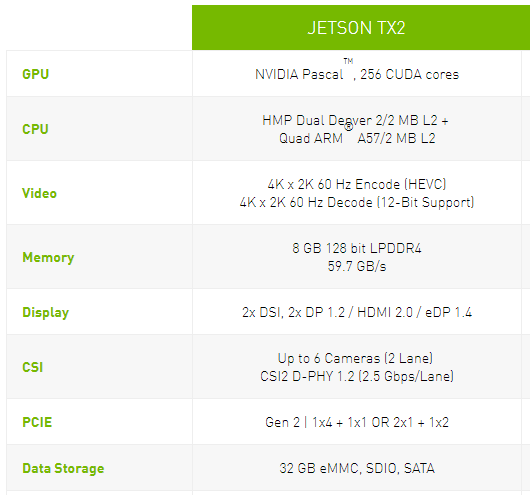 JETSON TX2
GPU
NVIDIA Pascal™, 256 CUDA cores
CPU
HMP Dual Denver 2/2 MB L2 +
Quad ARM® A57/2 MB L2
Video
4K x 2K 60 Hz Encode (HEVC)
4K x 2K 60 Hz Decode (12-Bit Support)
Memory
8 GB 128 bit LPDDR4
59.7 GB/s
Display
2x DSI, 2x DP 1.2 / HDMI 2.0 / eDP 1.4
CSI
Up to 6 Cameras (2 Lane)
CSI2 D-PHY 1.2 (2.5 Gbps/Lane)
PCIE
Gen 2 | 1x4 + 1x1 OR 2x1 + 1x2
Data Storage
32 GB eMMC, SDIO, SATA